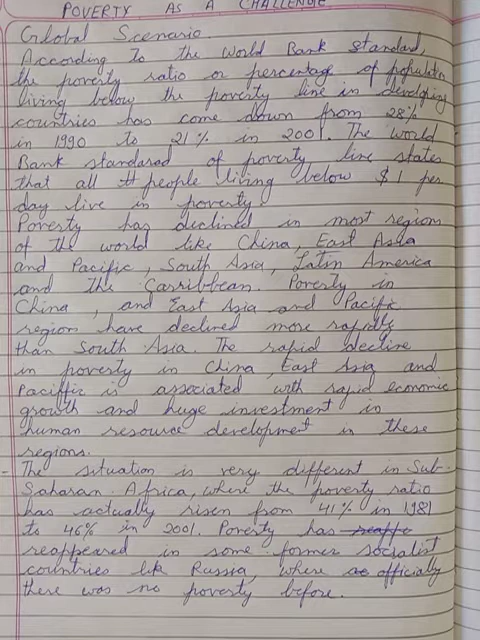 POVERTY AS A CHALLENGE
Global Scenario
According To the World Bank standard,
the poverty ratio or percentage of population
living below the poverty line in developing
countries has come down from 28%
in 1990 to 21% in 2001. The world
Bank standarad of poverty line states
that all people living below $1 per
day live in poverty
Poverty has declined in most region
of the world like China, East Asia
and Pacific, South Asia, Latin America
and the Carribbean. Poverty in
China, and East Asia and Pacific
region have declined more rapidly
than South Asia. The rapid decline
in poverty in China, East Asia and
Paciffic is associated with rapid economic
growth and huge investment in
human resource development in these
regions.
- The situation is very different in Sub-
Saharan Africa, where the poverty ratio
has actually risen from 41% in 1981
to 46% in 2001. Poverty has reappe
reappeared in some former socialist
countries like Russia, where officially
there was no poverty before.